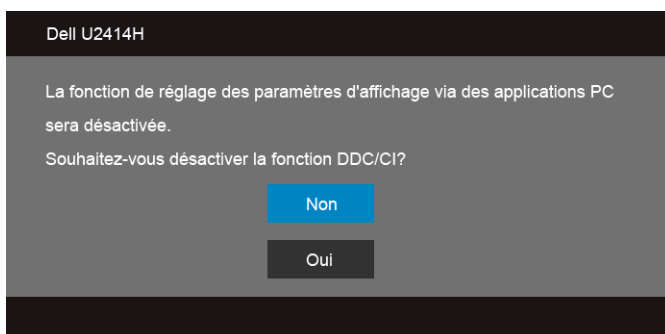 Dell U2414H
La fonction de réglage des paramètres d'affichage via des applications PC
sera désactivée.
Souhaitez-vous désactiver la fonction DDC/CI?
Non
Oui